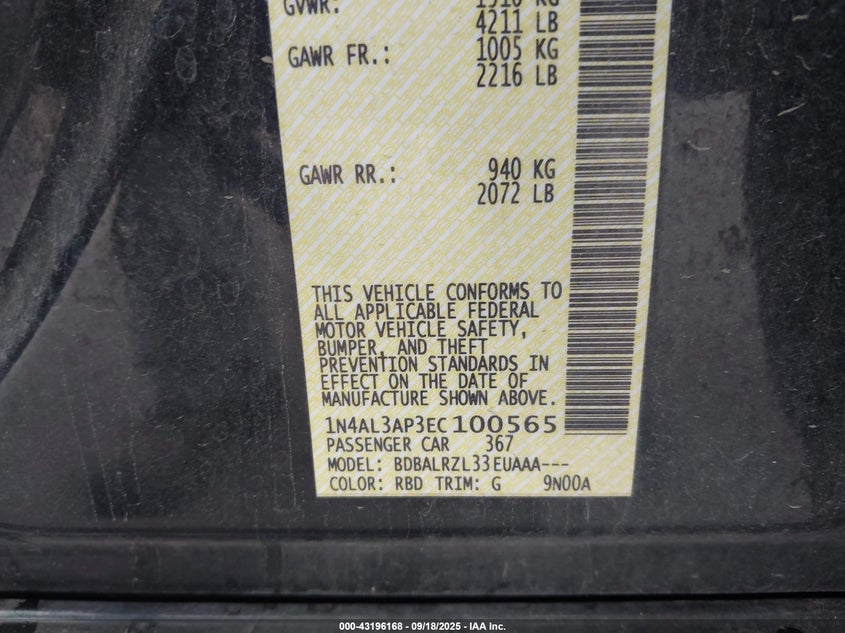 GVWR: 1910 KG
4211 LB
GAWR FR.: 1005 KG
2216 LB
GAWR RR.: 940 KG
2072 LB
THIS VEHICLE CONFORMS TO
ALL APPLICABLE FEDERAL
MOTOR VEHICLE SAFETY,
BUMPER, AND THEFT
PREVENTION STANDARDS IN
EFFECT ON THE DATE OF
MANUFACTURE SHOWN ABOVE.
1N4AL3AP3EC100565
PASSENGER CAR 367
MODEL: BDBALRZL33EUAAA---
COLOR: RBD TRIM: G 9N00A
000-43196168 - 09/18/2025 - IAA Inc.